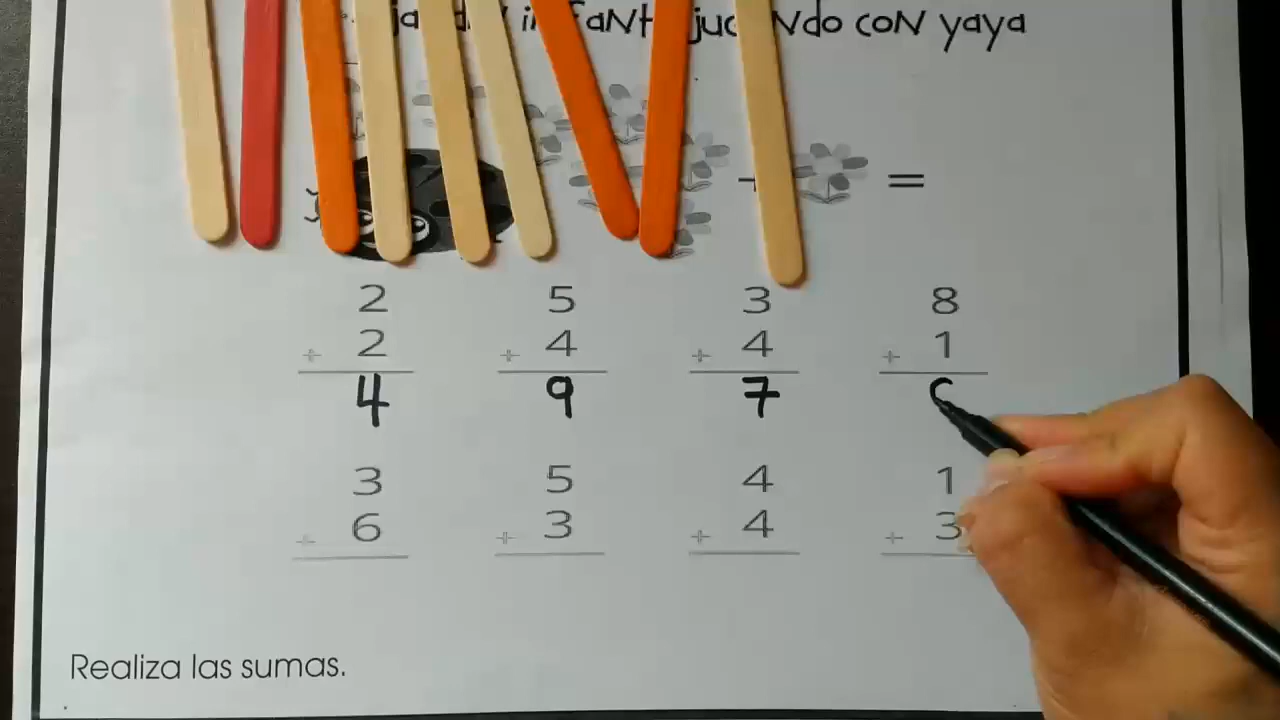 coN yaya
=
2 5 3 8
+ 2 + 4 + 4 + 1
4 9 7
3 5 4 1
+ 6 + 3 + 4 + 3
Realiza las sumas.